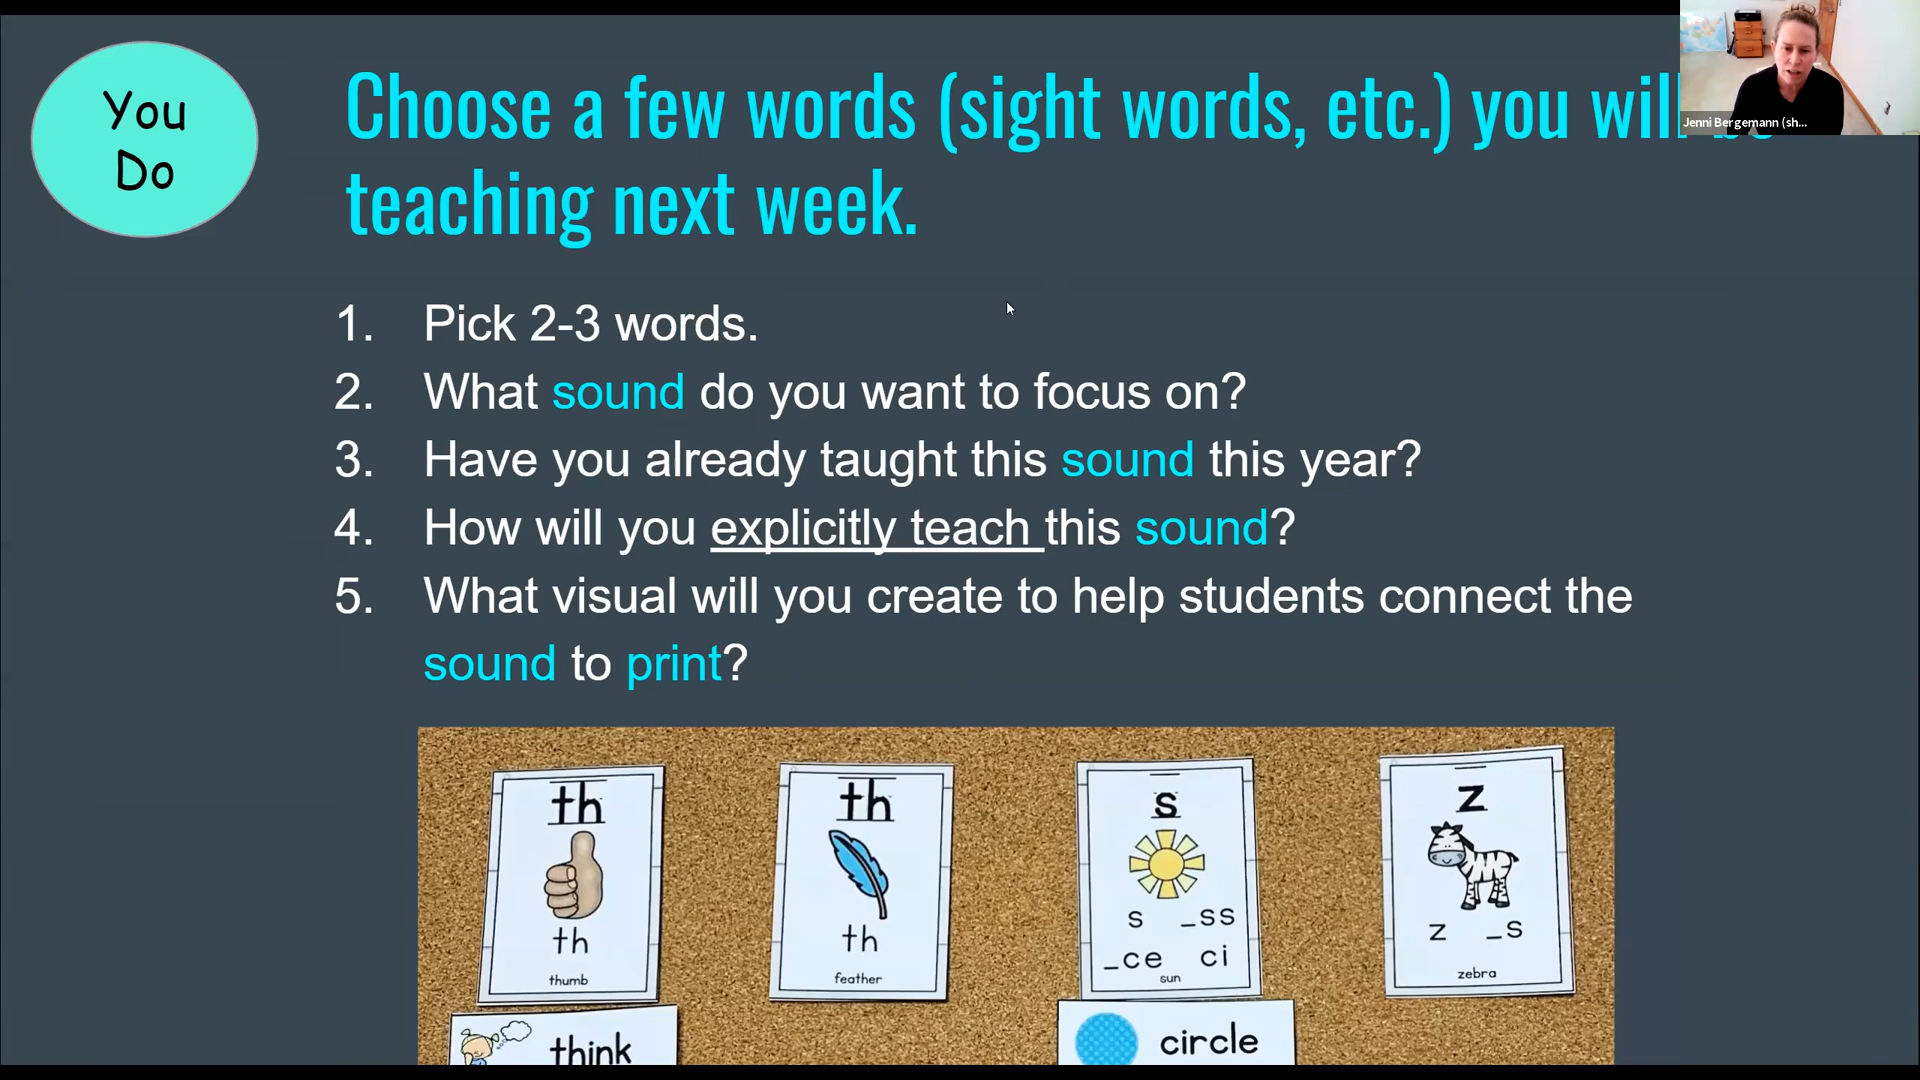 You
Do
Choose a few words (sight words, etc.) you will
teaching next week.
Jenni Bergemann (sh...
1. Pick 2-3 words.
2. What sound do you want to focus on?
3. Have you already taught this sound this year?
4. How will you explicitly teach this sound?
5. What visual will you create to help students connect the
sound to print?
th
th
thumb
th
th
feather
s
s _ss
_ce ci
sun
z
z _s
zebra
think
circle